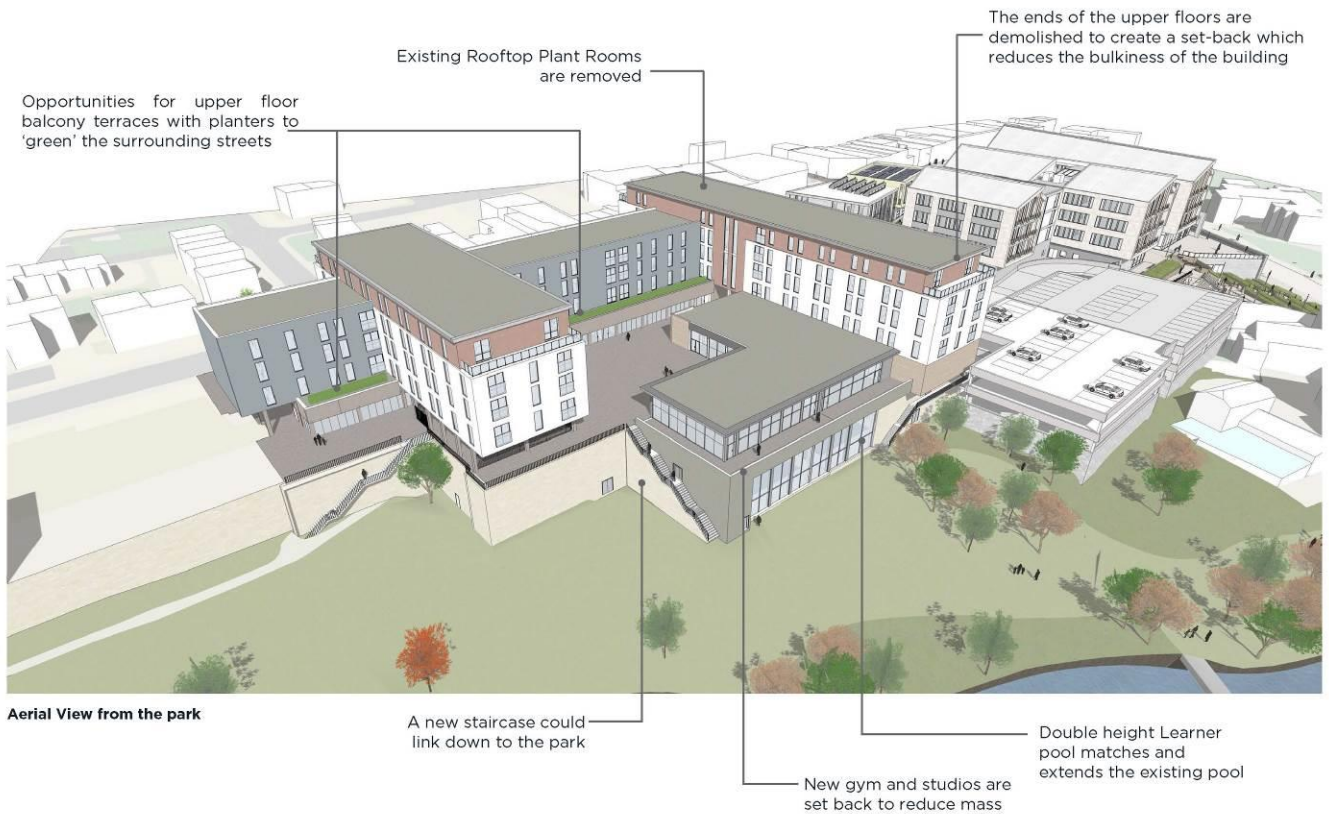 The ends of the upper floors are
demolished to create a set-back which
reduces the bulkiness of the building
Existing Rooftop Plant Rooms
are removed
Opportunities for upper floor
balcony terraces with planters to
'green' the surrounding streets
Aerial View from the park
A new staircase could
link down to the park
Double height Learner
pool matches and
extends the existing pool
New gym and studios are
set back to reduce mass